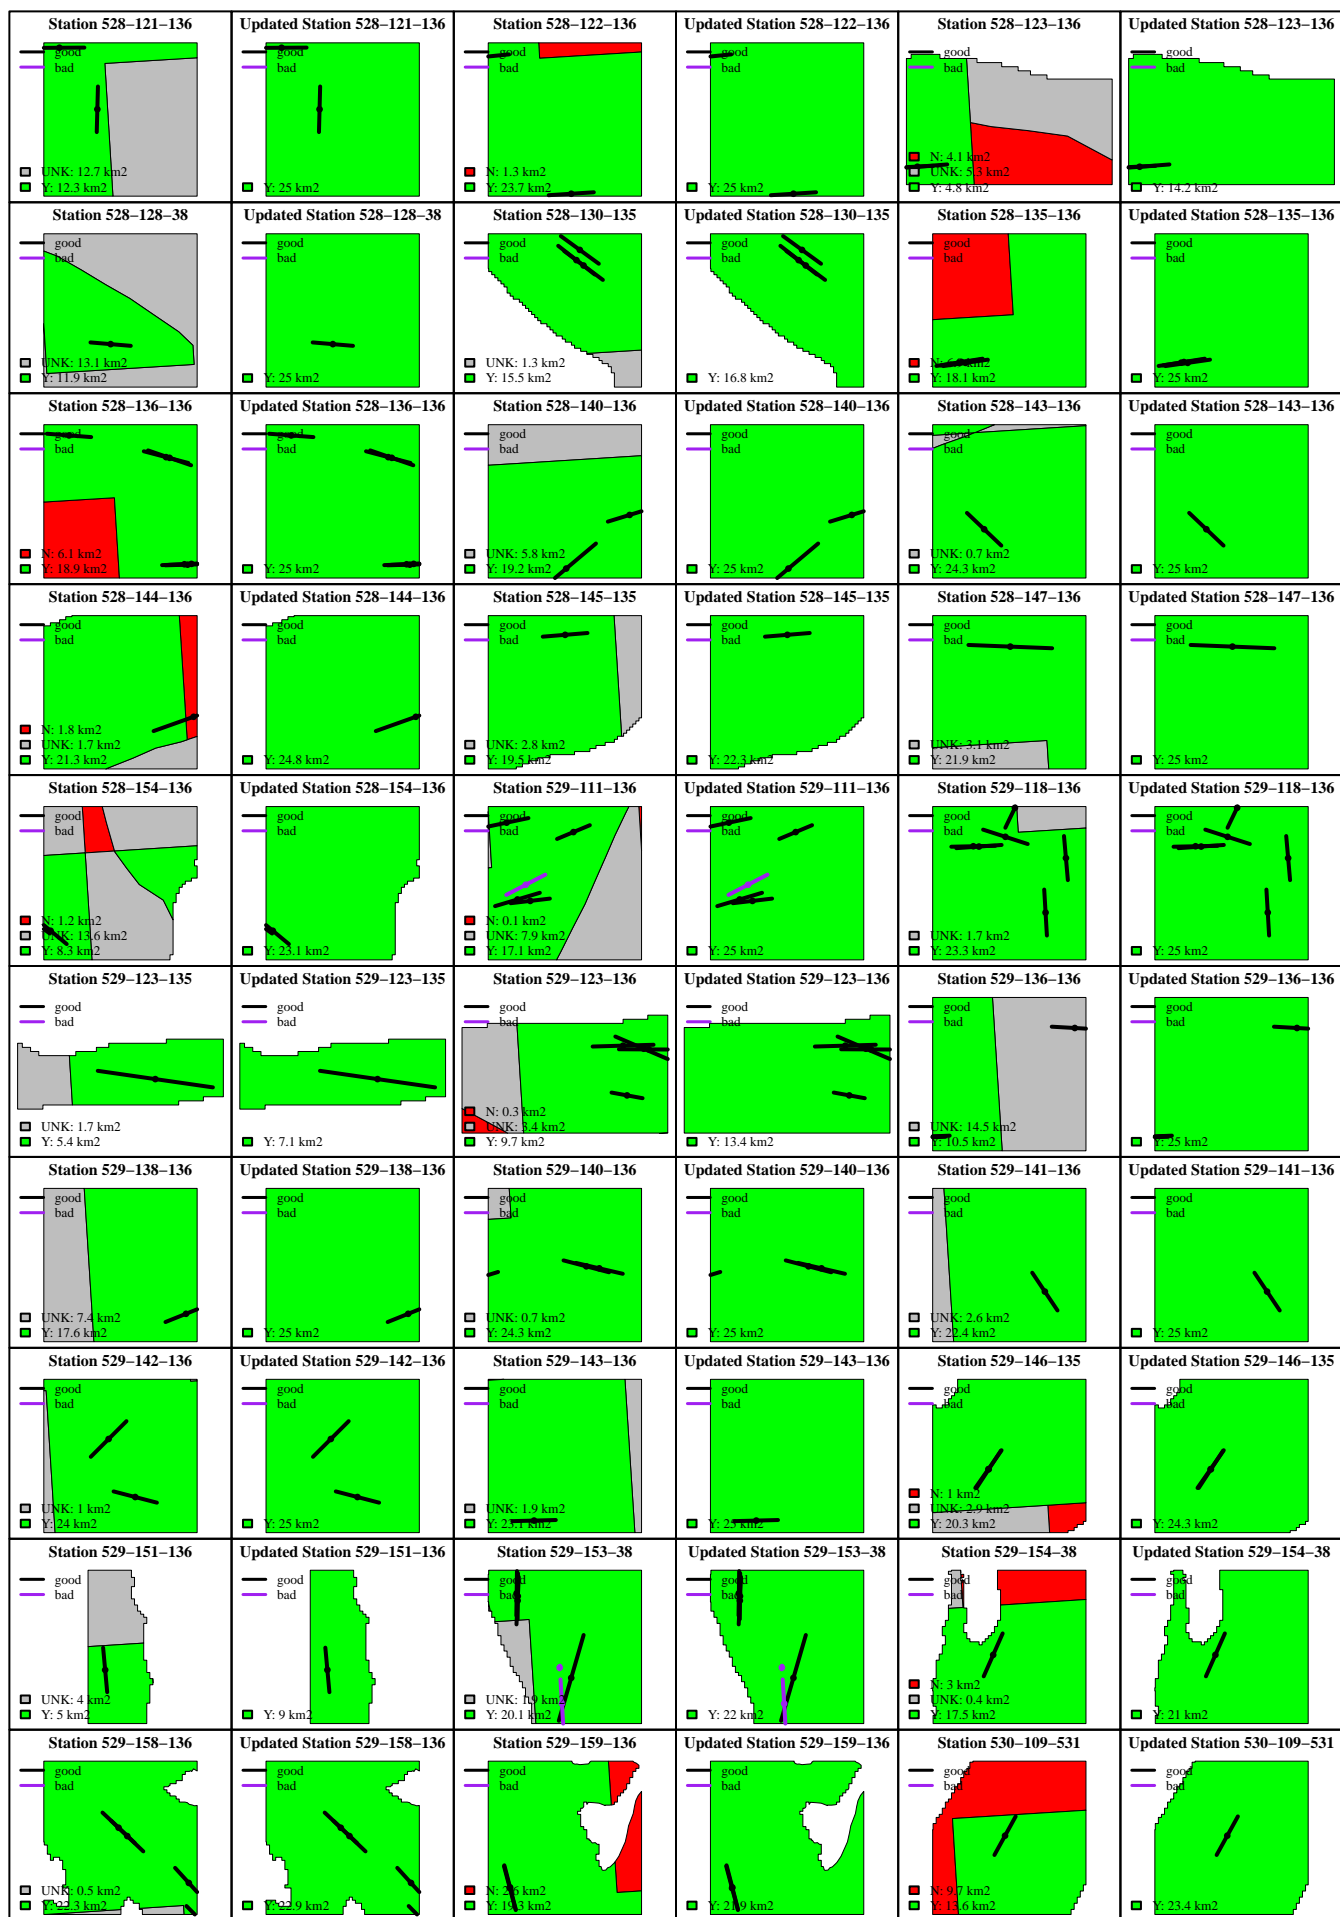 Station 528−121−136
good
bad
UNK: 12.7 km2
Y: 12.3 km2
Updated Station 528−121−136
good
bad
Y: 25 km2
Station 528−122−136
good
bad
N: 1.3 km2
Y: 23.7 km2
Updated Station 528−122−136
good
bad
Y: 25 km2
Station 528−123−136
good
bad
N: 4.1 km2
UNK: 5.3 km2
Y: 4.8 km2
Updated Station 528−123−136
good
bad
Y: 14.2 km2
Station 528−128−38
good
bad
UNK: 13.1 km2
Y: 11.9 km2
Updated Station 528−128−38
good
bad
Y: 25 km2
Station 528−130−135
good
bad
UNK: 1.3 km2
Y: 15.5 km2
Updated Station 528−130−135
good
bad
Y: 16.8 km2
Station 528−135−136
good
bad
N: km2
Y: 18.1 km2
Updated Station 528−135−136
good
bad
Y: 25 km2
Station 528−136−136
good
bad
N: 6.1 km2
Y: 18.9 km2
Updated Station 528−136−136
good
bad
Y: 25 km2
Station 528−140−136
good
bad
UNK: 5.8 km2
Y: 19.2 km2
Updated Station 528−140−136
good
bad
Y: 25 km2
Station 528−143−136
good
bad
UNK: 0.7 km2
Y: 24.3 km2
Updated Station 528−143−136
good
bad
Y: 25 km2
Station 528−144−136
good
bad
N: 1.8 km2
UNK: 1.7 km2
Y: 21.3 km2
Updated Station 528−144−136
good
bad
Y: 24.8 km2
Station 528−145−135
good
bad
UNK: 2.8 km2
Y: 19.5 km2
Updated Station 528−145−135
good
bad
Y: 22.3 km2
Station 528−147−136
good
bad
UNK: 3.1 km2
Y: 21.9 km2
Updated Station 528−147−136
good
bad
Y: 25 km2
Station 528−154−136
good
bad
N: 1.2 km2
UNK: 13.6 km2
Y: 8.3 km2
Updated Station 528−154−136
good
bad
Y: 23.1 km2
Station 529−111−136
good
bad
N: 0.1 km2
UNK: 7.9 km2
Y: 17.1 km2
Updated Station 529−111−136
good
bad
Y: 25 km2
Station 529−118−136
good
bad
UNK: 1.7 km2
Y: 23.3 km2
Updated Station 529−118−136
good
bad
Y: 25 km2
Station 529−123−135
good
bad
UNK: 1.7 km2
Y: 5.4 km2
Updated Station 529−123−135
good
bad
Y: 7.1 km2
Station 529−123−136
good
bad
N: 0.3 km2
UNK: 3.4 km2
Y: 9.7 km2
Updated Station 529−123−136
good
bad
Y: 13.4 km2
Station 529−136−136
good
bad
UNK: 14.5 km2
Y: 10.5 km2
Updated Station 529−136−136
good
bad
Y: 25 km2
Station 529−138−136
good
bad
UNK: 7.4 km2
Y: 17.6 km2
Updated Station 529−138−136
good
bad
Y: 25 km2
Station 529−140−136
good
bad
UNK: 0.7 km2
Y: 24.3 km2
Updated Station 529−140−136
good
bad
Y: 25 km2
Station 529−141−136
good
bad
UNK: 2.6 km2
Y: 22.4 km2
Updated Station 529−141−136
good
bad
Y: 25 km2
Station 529−142−136
good
bad
UNK: 1 km2
Y: 24 km2
Updated Station 529−142−136
good
bad
Y: 25 km2
Station 529−143−136
good
bad
UNK: 1.9 km2
Y: 23.1 km2
Updated Station 529−143−136
good
bad
Y: 25 km2
Station 529−146−135
good
bad
N: 1 km2
UNK: 2.9 km2
Y: 20.3 km2
Updated Station 529−146−135
good
bad
Y: 24.3 km2
Station 529−151−136
good
bad
UNK: 4 km2
Y: 5 km2
Updated Station 529−151−136
good
bad
Y: 9 km2
Station 529−153−38
good
bad
UNK: 1.9 km2
Y: 20.1 km2
Updated Station 529−153−38
good
bad
Y: 22 km2
Station 529−154−38
good
bad
N: 3 km2
UNK: 0.4 km2
Y: 17.5 km2
Updated Station 529−154−38
good
bad
Y: 21 km2
Station 529−158−136
good
bad
UNK: 0.5 km2
Y: 22.3 km2
Updated Station 529−158−136
good
bad
Y: 22.9 km2
Station 529−159−136
good
bad
N: 2.6 km2
Y: 19.3 km2
Updated Station 529−159−136
good
bad
Y: 21.9 km2
Station 530−109−531
good
bad
N: 9.7 km2
Y: 13.6 km2
Updated Station 530−109−531
good
bad
Y: 23.4 km2